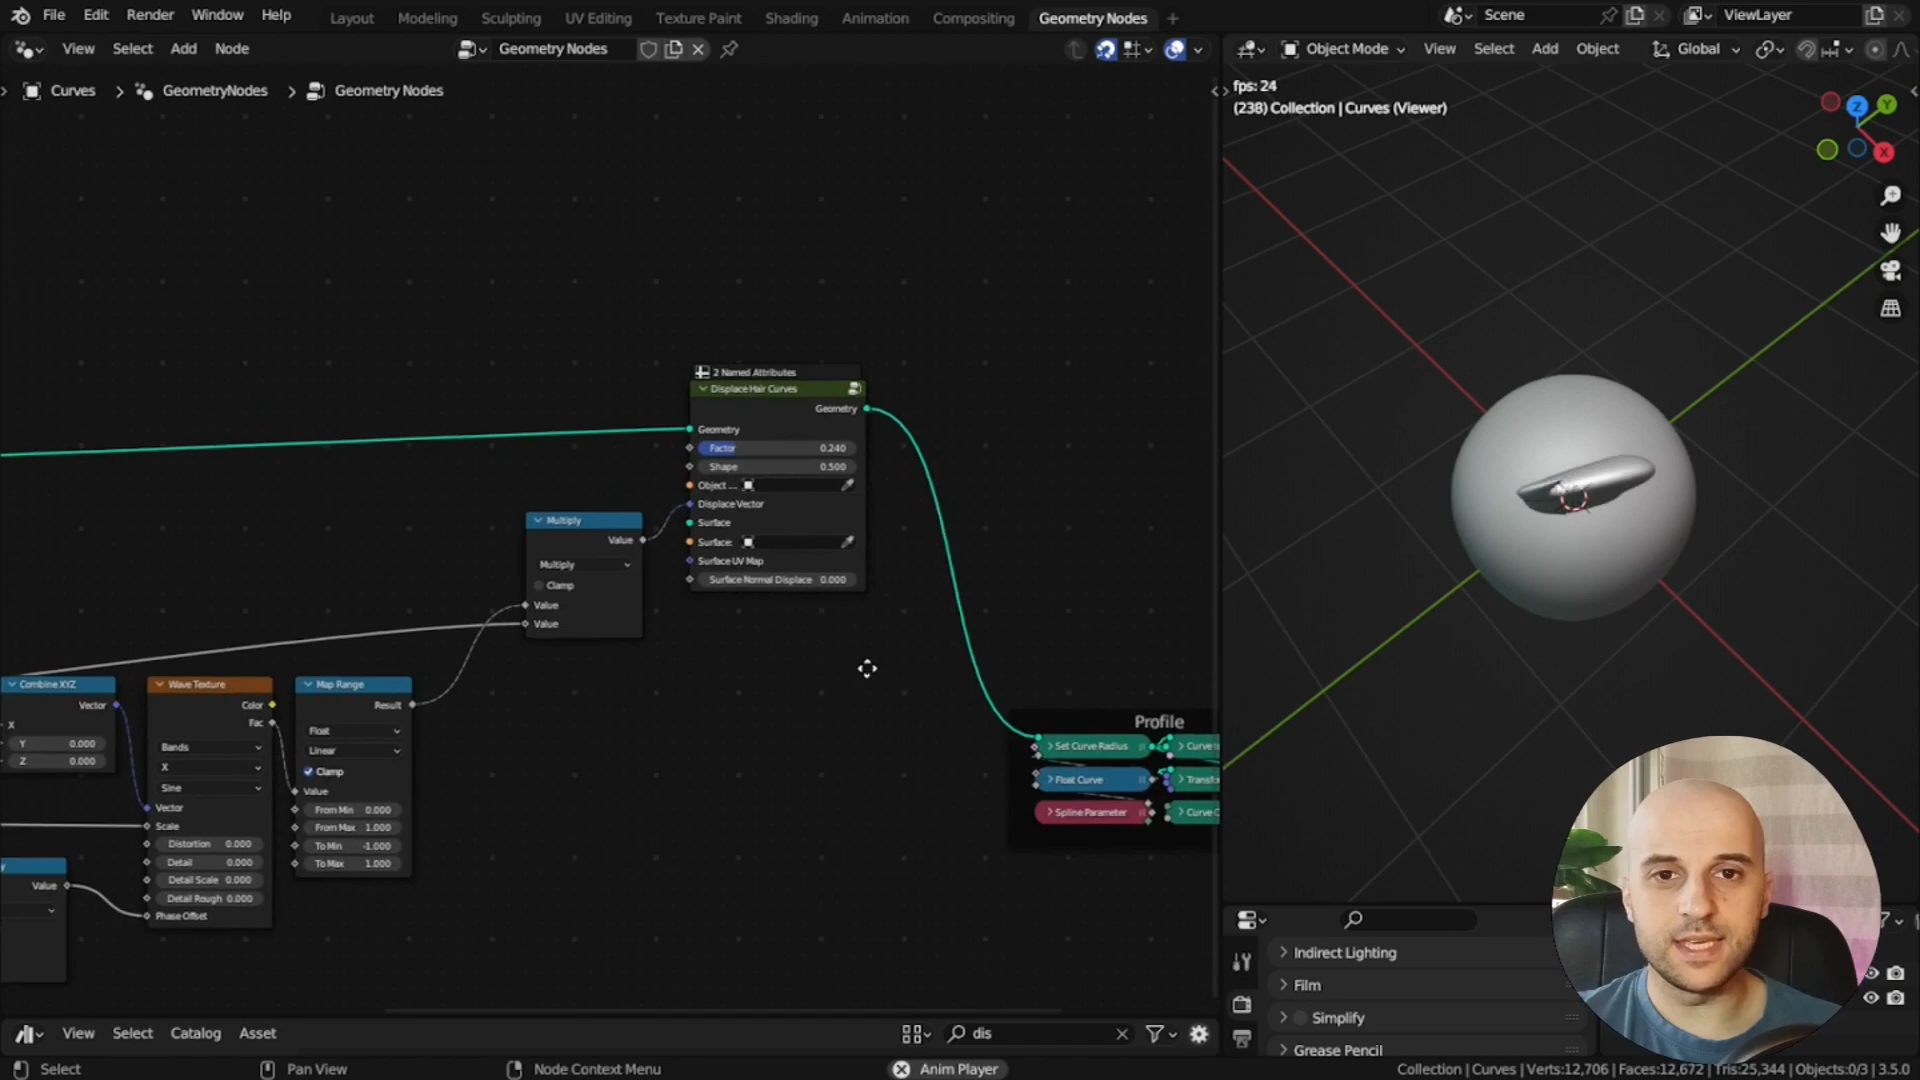 File Edit Render Window Help Layout Modeling Sculpting UV Editing Texture Paint Shading Animation Compositing Geometry Nodes + Scene ViewLayer
View Select Add Node Geometry Nodes Object Mode View Select Add Object Global
Curves > GeometryNodes > Geometry Nodes
fps: 24
(238) Collection | Curves (Viewer)
Z Y
X
2 Named Attributes
Displace Hair Curves
Geometry
Geometry
Factor 0.240
Shape 0.500
Object ...
Displace Vector
Surface
Surface:
Surface UV Map
Surface Normal Displace 0.000
Multiply
Value
Multiply
Clamp
Value
Value
Combine XYZ
Vector
X
Y 0.000
Z 0.000
Wave Texture
Color
Fac
Bands
X
Sine
Vector
Scale
Distortion 0.000
Detail 0.000
Detail Scale 0.000
Detail Rough 0.000
Phase Offset
Map Range
Result
Float
Linear
Clamp
Value
From Min 0.000
From Max 1.000
To Min -1.000
To Max 1.000
y
Value
Profile
Set Curve Radius
Float Curve
Spline Parameter
Indirect Lighting
Film
Simplify
Grease Pencil
View Select Catalog Asset dis
Select Pan View Node Context Menu Anim Player Collection | Curves | Verts:12,706 | Faces:12,672 | Tris:25,344 | Objects:0/3 | 3.5.0